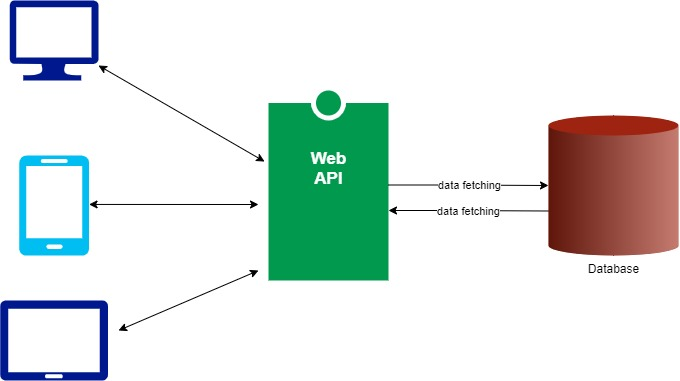 Web
API
data fetching
data fetching
Database